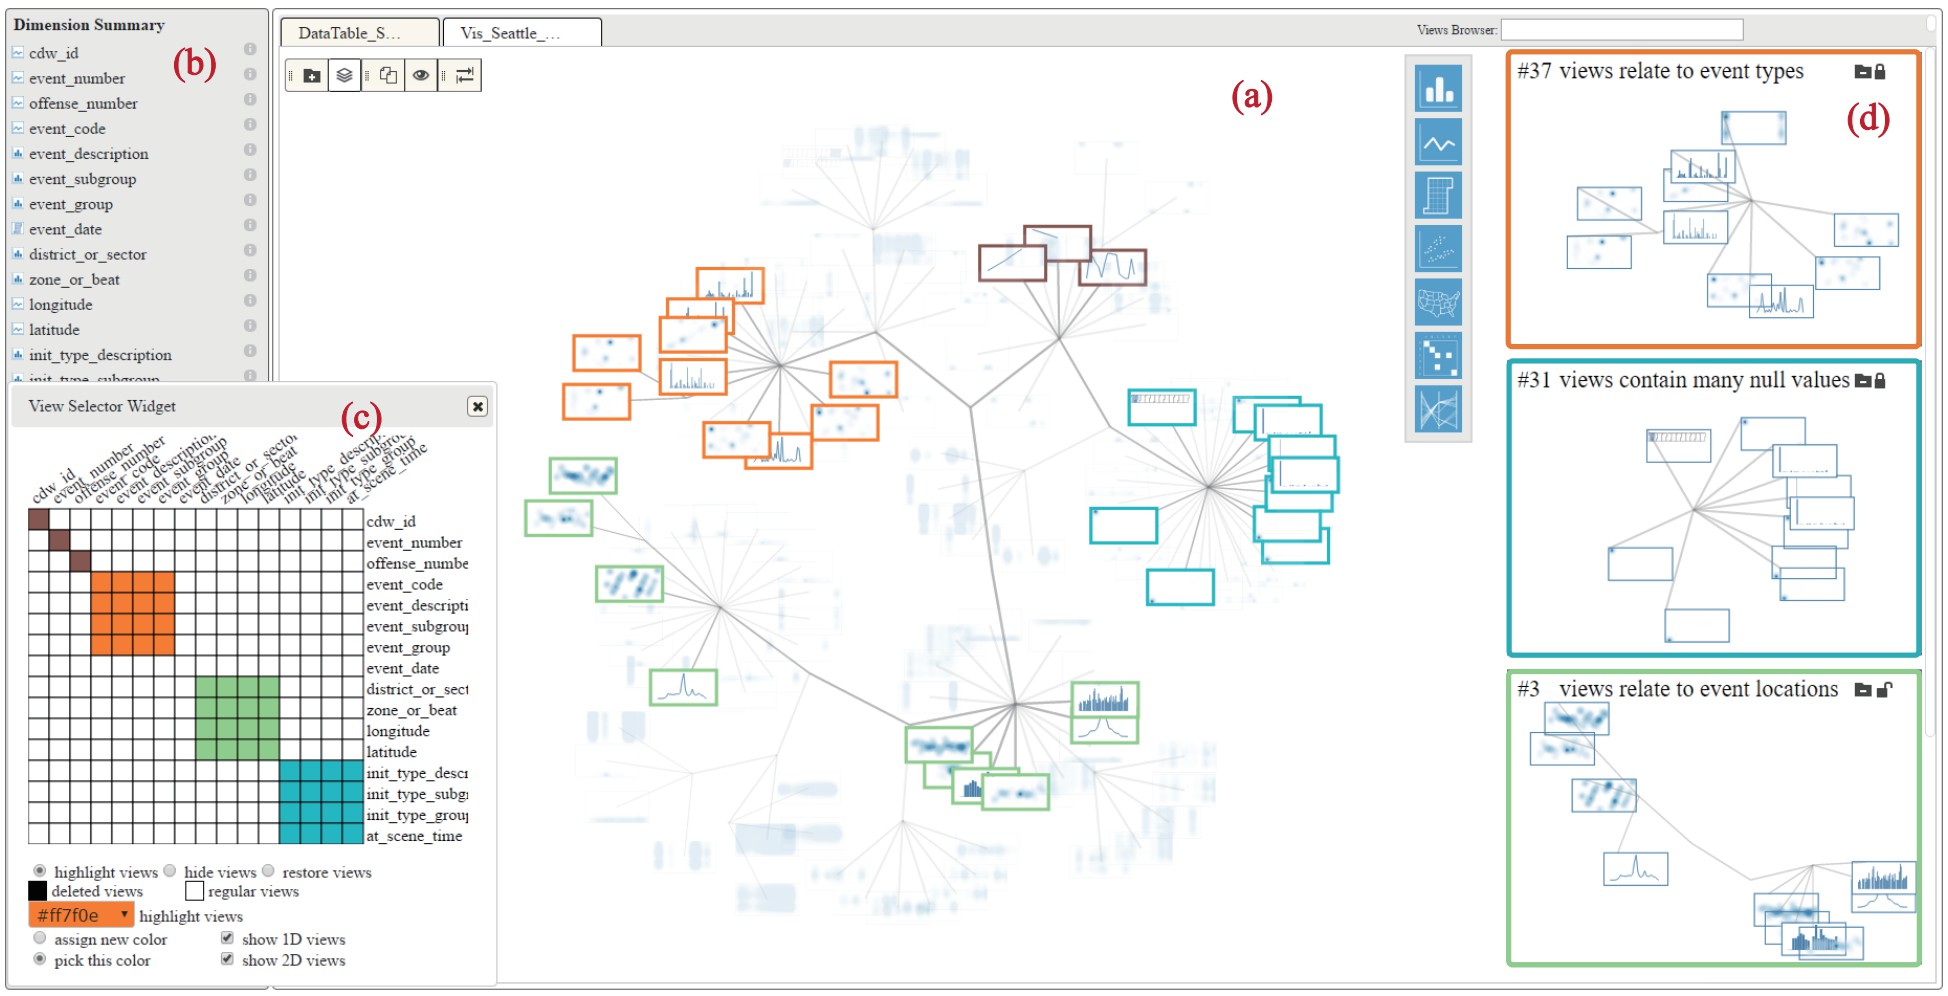 Dimension Summary
cdw_id
event_number
offense_number
event_code
event_description
event_subgroup
event_group
event_date
district_or_sector
zone_or_beat
longitude
latitude
init_type_description
init_type_subgroup
(b)
DataTable_S...
Vis_Seattle_...
Views Browser:
(a)
#37 views relate to event types
(d)
#31 views contain many null values
#3 views relate to event locations
View Selector Widget
(c)
cdw_id
event_number
offense_number
event_code
event_description
event_subgroup
event_group
event_date
district_or_sector
zone_or_beat
longitude
latitude
init_type_descrip
init_type_subgro
init_type_group
at_scene_time
cdw_id
event_number
offense_numbe
event_code
event_descripti
event_subgrou
event_group
event_date
district_or_sect
zone_or_beat
longitude
latitude
init_type_descr
init_type_subg
init_type_grou
at_scene_time
highlight views hide views restore views
deleted views regular views
#ff7f0e highlight views
assign new color show 1D views
pick this color show 2D views